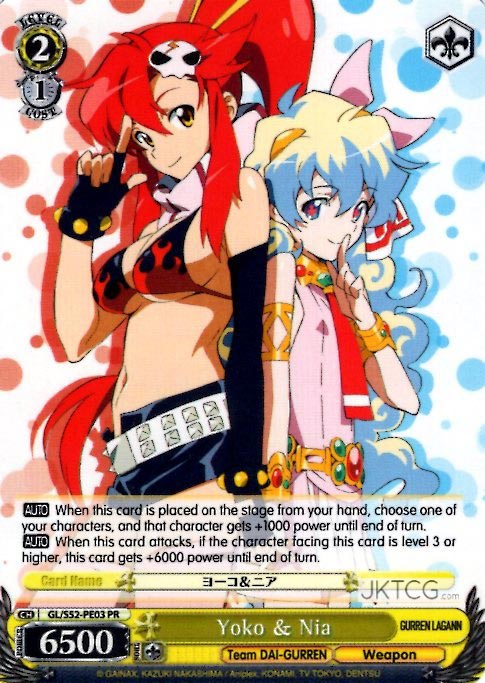 LEVEL
2
1
COST
AUTO When this card is placed on the stage from your hand, choose one of
your characters, and that character gets +1000 power until end of turn.
AUTO When this card attacks, if the character facing this card is level 3 or
higher, this card gets +6000 power until end of turn.
Card Name
ヨーコ&ニア
JKTCG.com
CH GL/S52-PE03 PR
Yoko & Nia
GURREN LAGANN
POWER
6500
SOUL
Team DAI-GURREN
Weapon
© GAINAX, KAZUKI NAKASHIMA / Aniplex, KONAMI, TV TOKYO, DENTSU